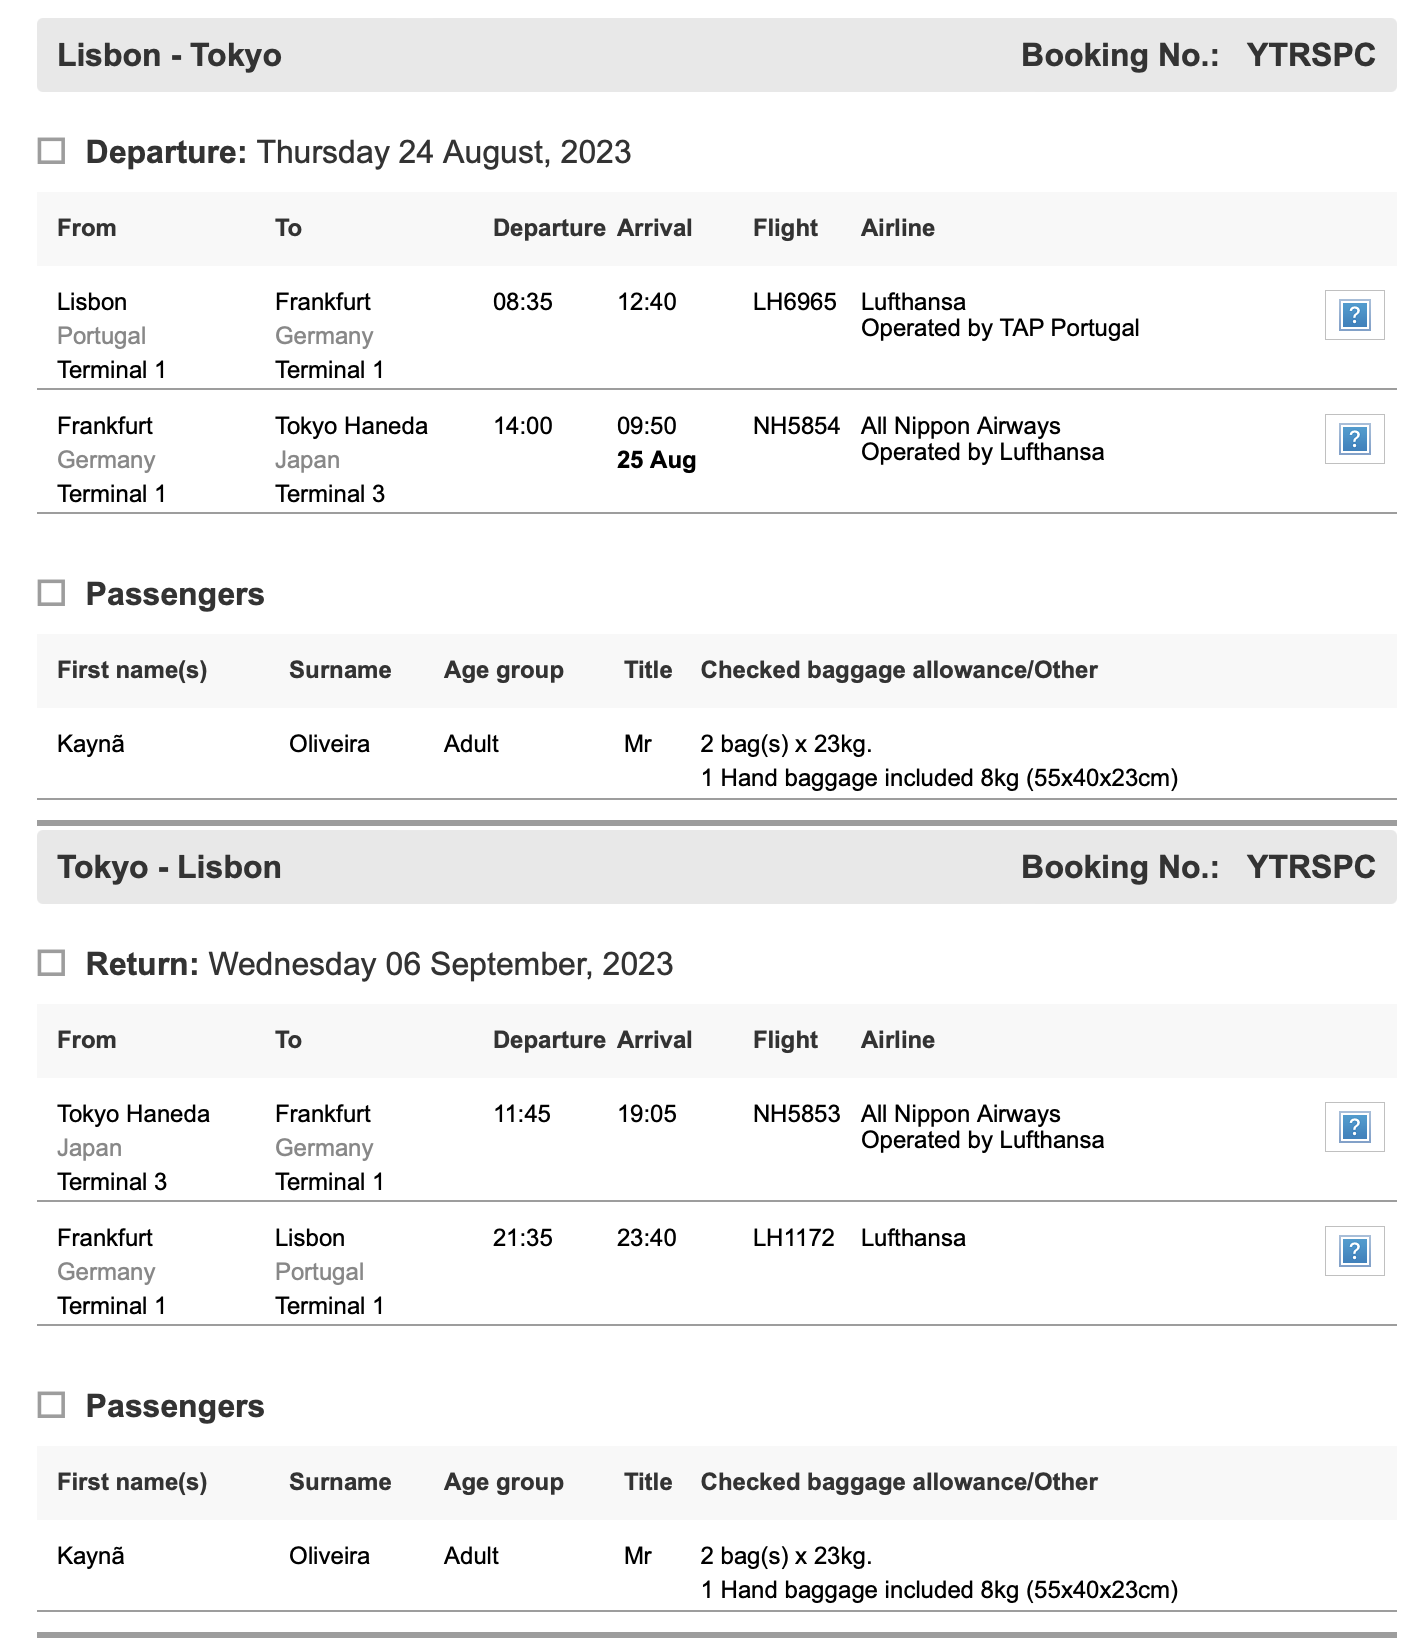 Lisbon - Tokyo Booking No.: YTRSPC
Departure: Thursday 24 August, 2023
From To Departure Arrival Flight Airline
Lisbon Frankfurt 08:35 12:40 LH6965 Lufthansa
Operated by TAP Portugal
Portugal Germany
Terminal 1 Terminal 1
Frankfurt Tokyo Haneda 14:00 09:50 NH5854 All Nippon Airways
Operated by Lufthansa
Germany Japan 25 Aug
Terminal 1 Terminal 3
Passengers
First name(s) Surname Age group Title Checked baggage allowance/Other
Kaynã Oliveira Adult Mr 2 bag(s) x 23kg.
1 Hand baggage included 8kg (55x40x23cm)
Tokyo - Lisbon Booking No.: YTRSPC
Return: Wednesday 06 September, 2023
From To Departure Arrival Flight Airline
Tokyo Haneda Frankfurt 11:45 19:05 NH5853 All Nippon Airways
Operated by Lufthansa
Japan Germany
Terminal 3 Terminal 1
Frankfurt Lisbon 21:35 23:40 LH1172 Lufthansa
Germany Portugal
Terminal 1 Terminal 1
Passengers
First name(s) Surname Age group Title Checked baggage allowance/Other
Kaynã Oliveira Adult Mr 2 bag(s) x 23kg.
1 Hand baggage included 8kg (55x40x23cm)